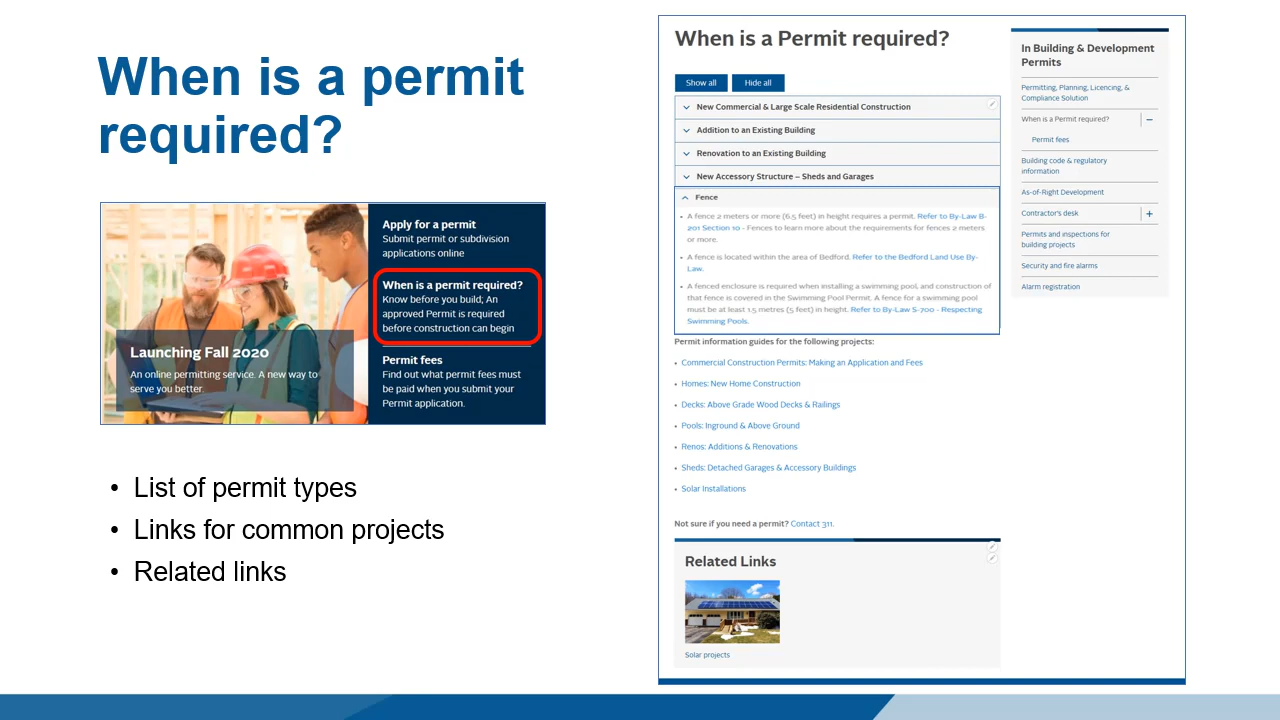 When is a permit
required?
Apply for a permit
Submit permit or subdivision
applications online
When is a permit required?
Know before you build; An
approved Permit is required
before construction can begin
Permit fees
Find out what permit fees must
be paid when you submit your
Permit application.
Launching Fall 2020
An online permitting service. A new way to
serve you better.
• List of permit types
• Links for common projects
• Related links
When is a Permit required?
Show all
Hide all
New Commercial & Large Scale Residential Construction
Addition to an Existing Building
Renovation to an Existing Building
New Accessory Structure – Sheds and Garages
Fence
• A fence 2 meters or more (6.5 feet) in height requires a permit. Refer to By-Law B-
201 Section 10 - Fences to learn more about the requirements for fences 2 meters
or more.
• A fence is located within the area of Bedford. Refer to the Bedford Land Use By-
Law.
• A fenced enclosure is required when installing a swimming pool, and construction of
that fence is covered in the Swimming Pool Permit. A fence for a swimming pool
must be at least 1.5 metres (5 feet) in height. Refer to By-Law S-700 - Respecting
Swimming Pools.
Permit information guides for the following projects:
• Commercial Construction Permits: Making an Application and Fees
• Homes: New Home Construction
• Decks: Above Grade Wood Decks & Railings
• Pools: Inground & Above Ground
• Renos: Additions & Renovations
• Sheds: Detached Garages & Accessory Buildings
• Solar Installations
Not sure if you need a permit? Contact 311.
Related Links
Solar projects
In Building & Development
Permits
Permitting, Planning, Licencing, &
Compliance Solution
When is a Permit required? −
Permit fees
Building code & regulatory
information
As-of-Right Development
Contractor's desk +
Permits and inspections for
building projects
Security and fire alarms
Alarm registration